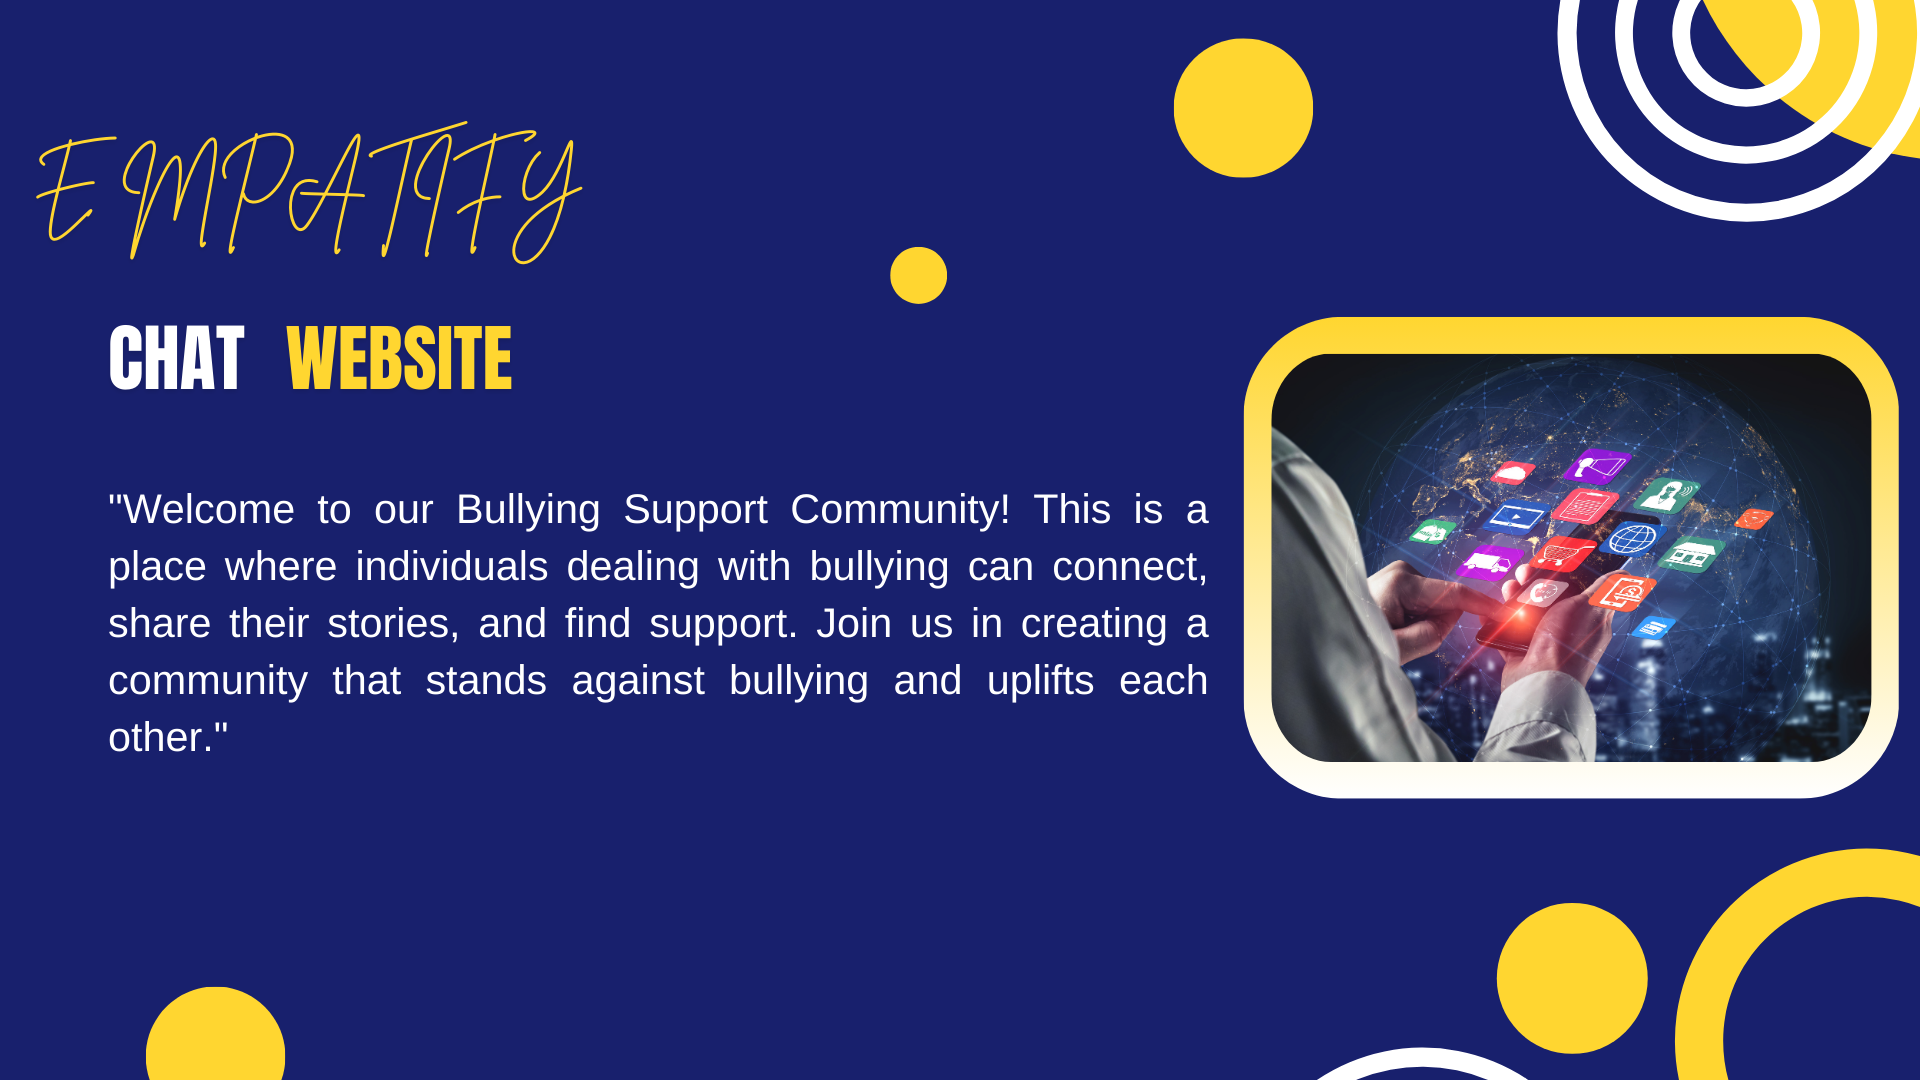 EMPATIFY
CHAT WEBSITE
"Welcome to our Bullying Support Community! This is a
place where individuals dealing with bullying can connect,
share their stories, and find support. Join us in creating a
community that stands against bullying and uplifts each
other."